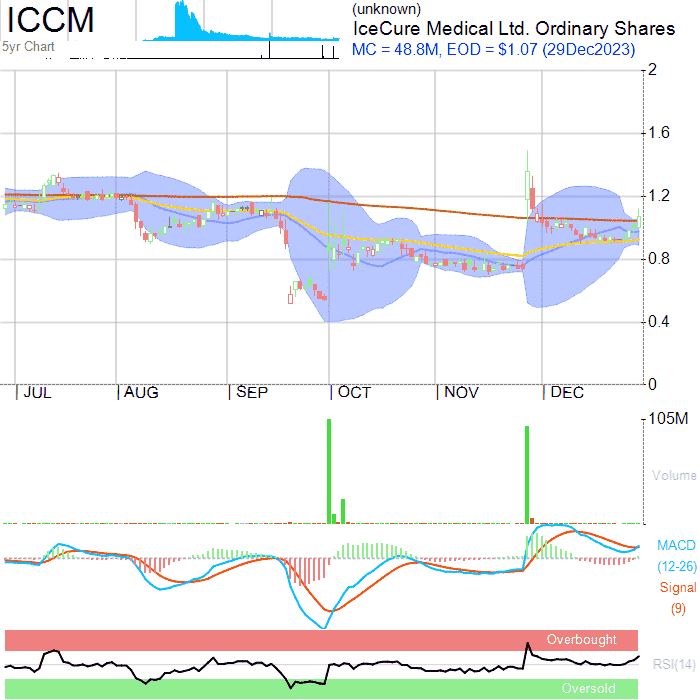 ICCM
5yr Chart
(unknown)
IceCure Medical Ltd. Ordinary Shares
MC = 48.8M, EOD = $1.07 (29Dec2023)
2
1.6
1.2
0.8
0.4
0
JUL AUG SEP OCT NOV DEC
105M
Volume
MACD
(12-26)
Signal
(9)
Overbought
RSI(14)
Oversold